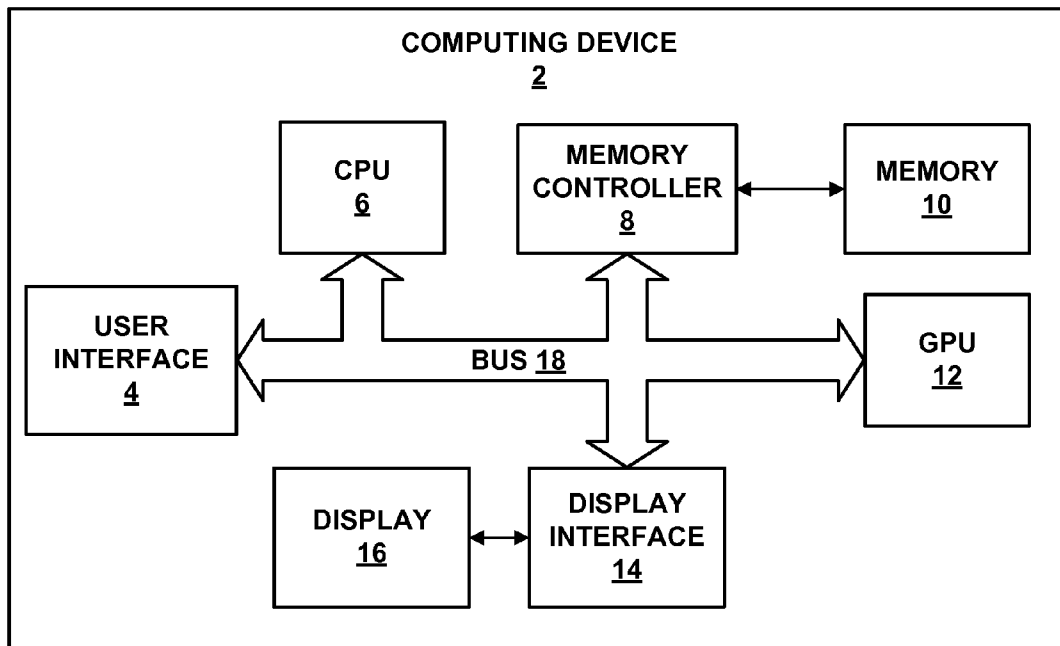 COMPUTING DEVICE
2
CPU
6
MEMORY
CONTROLLER
8
MEMORY
10
USER
INTERFACE
4
BUS 18
GPU
12
DISPLAY
16
DISPLAY
INTERFACE
14